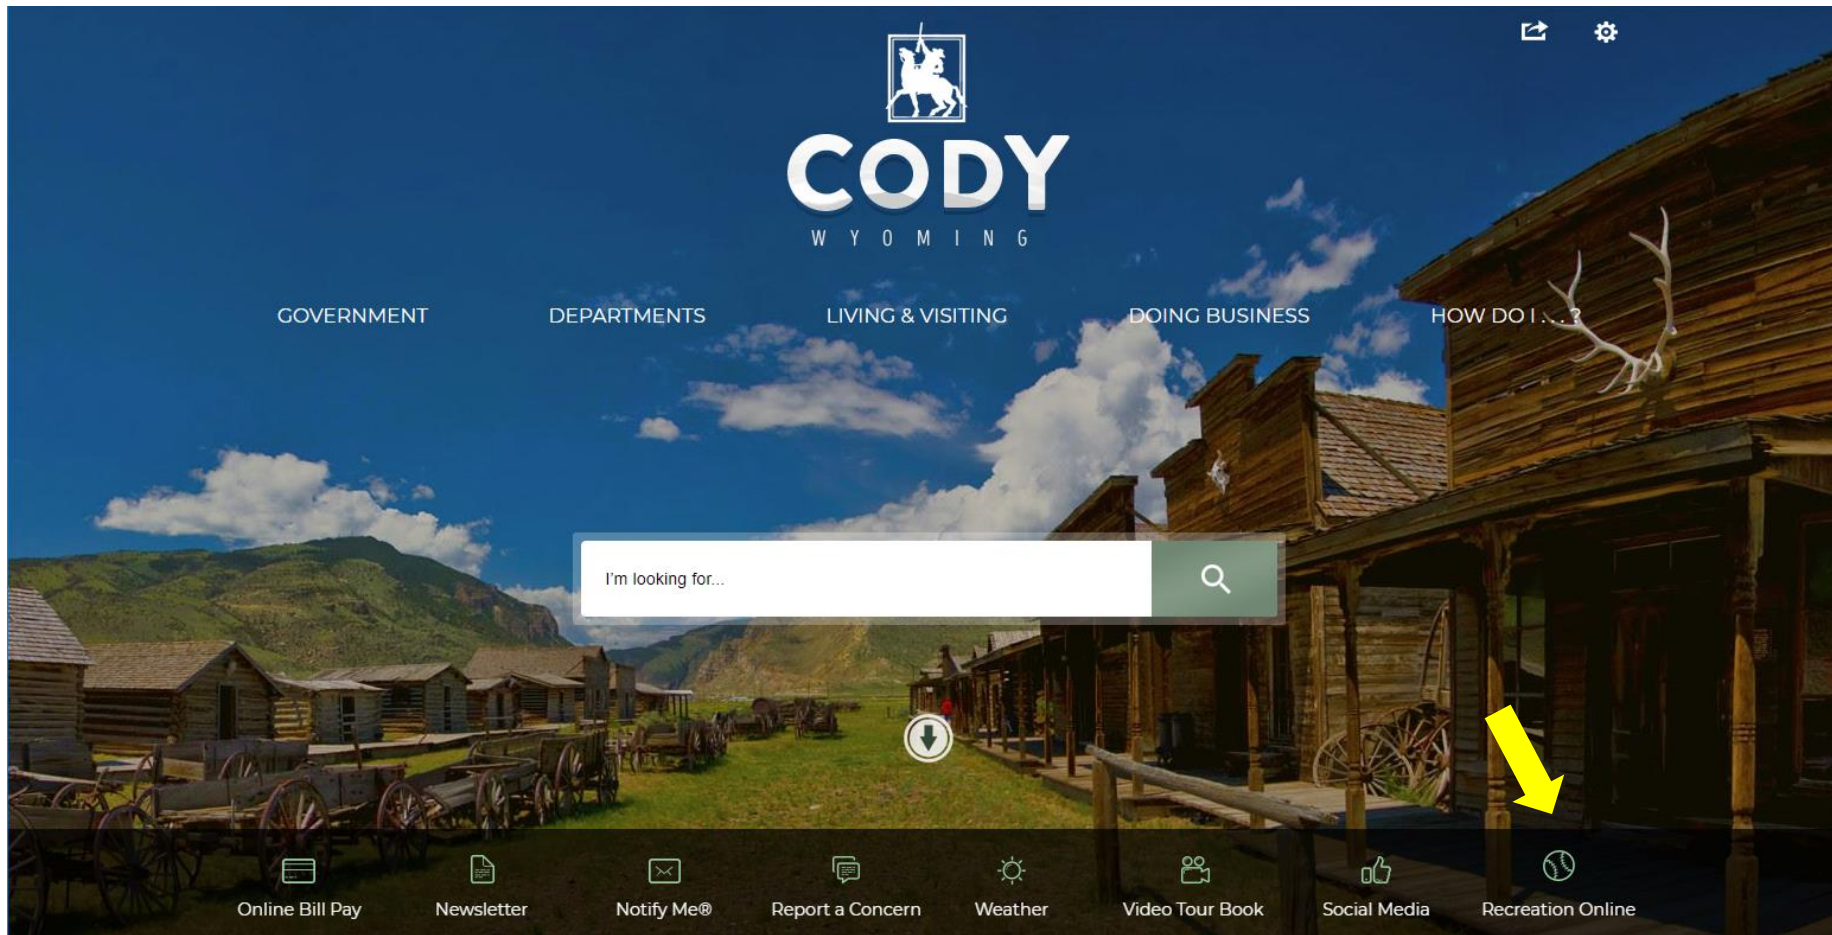 CODY
WYOMING
GOVERNMENT DEPARTMENTS LIVING & VISITING DOING BUSINESS HOW DO I . . . ?
I'm looking for...
Online Bill Pay Newsletter Notify Me® Report a Concern Weather Video Tour Book Social Media Recreation Online